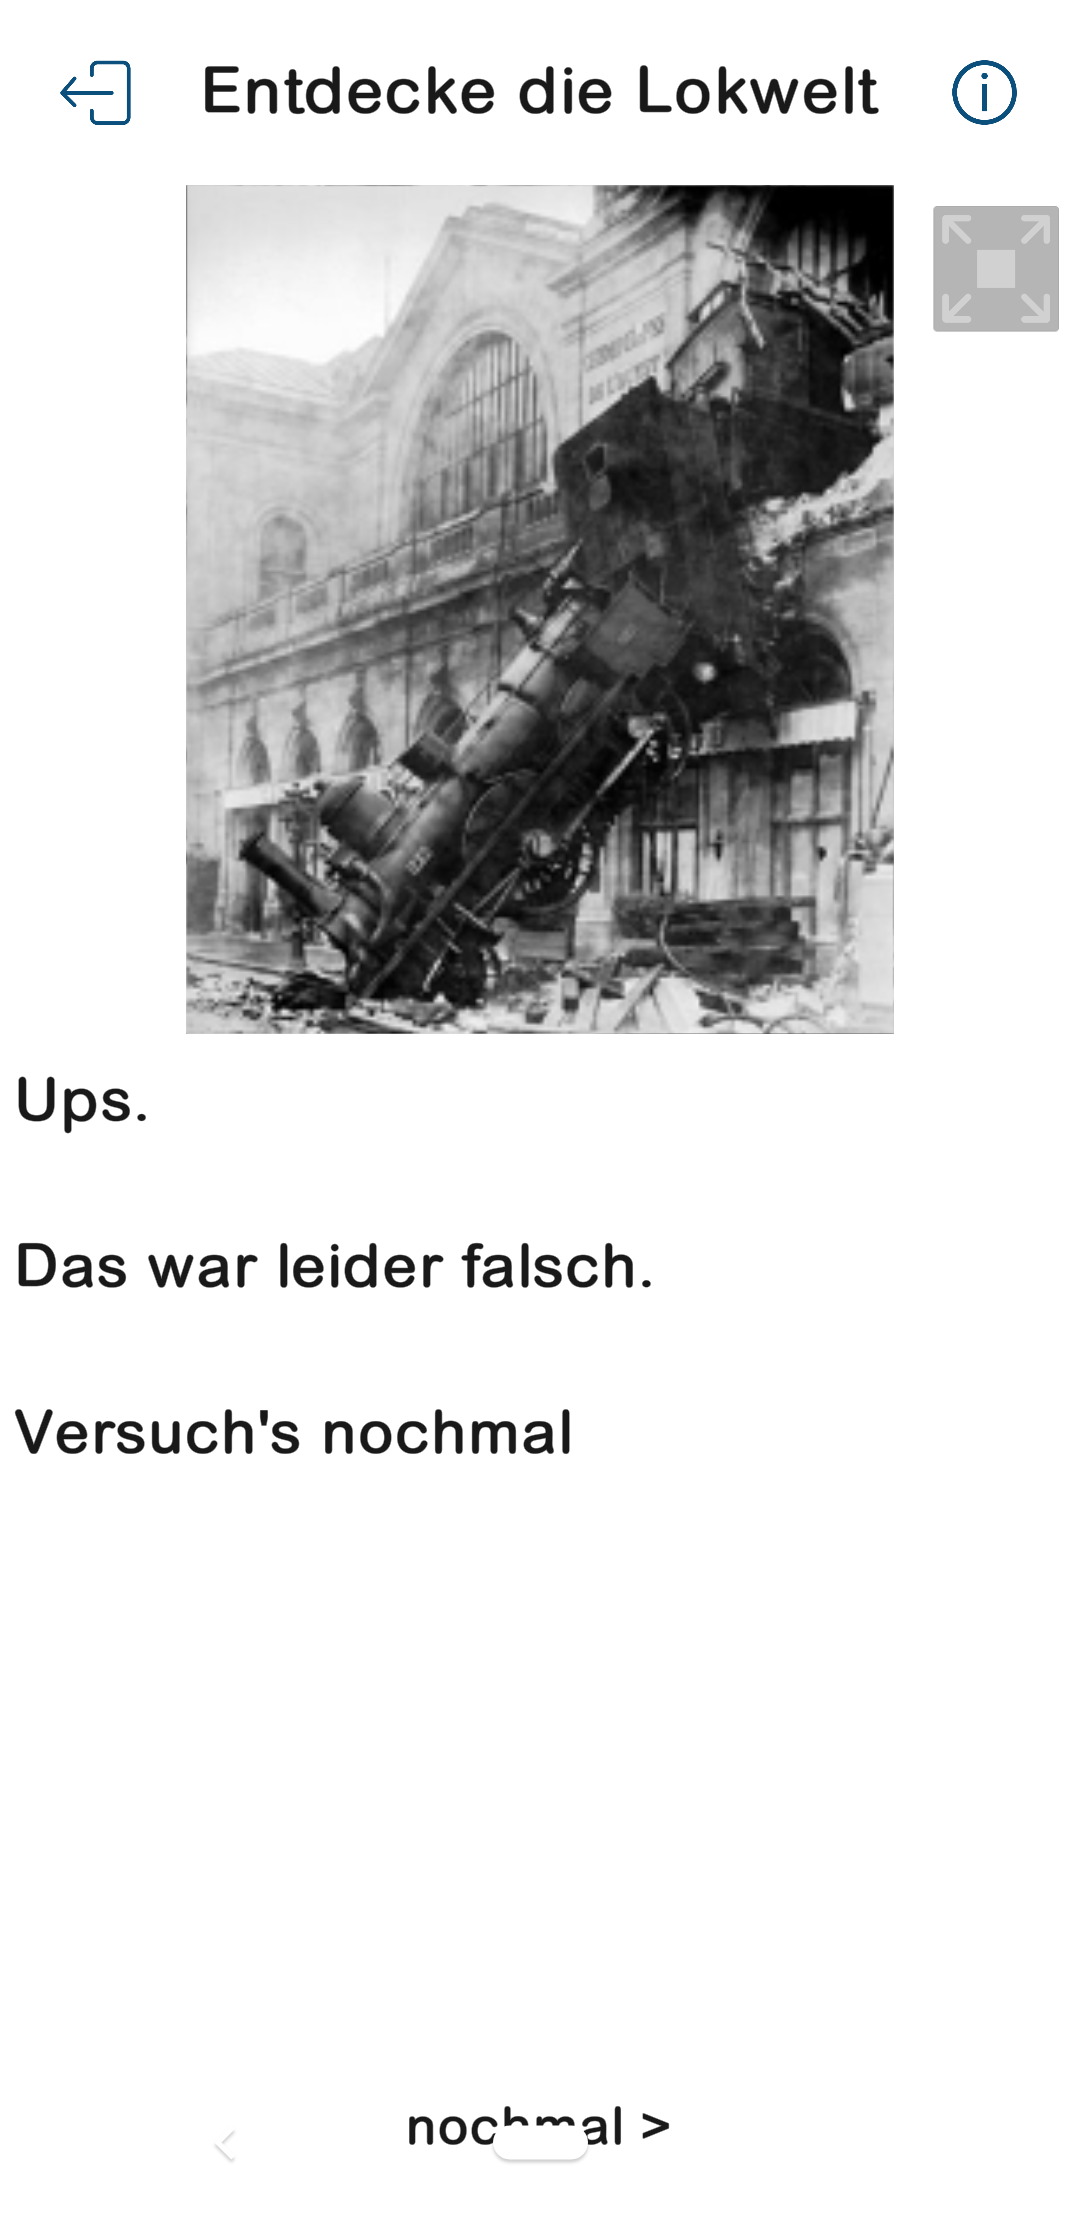 Entdecke die Lokwelt
Ups.
Das war leider falsch.
Versuch's nochmal
nochmal >